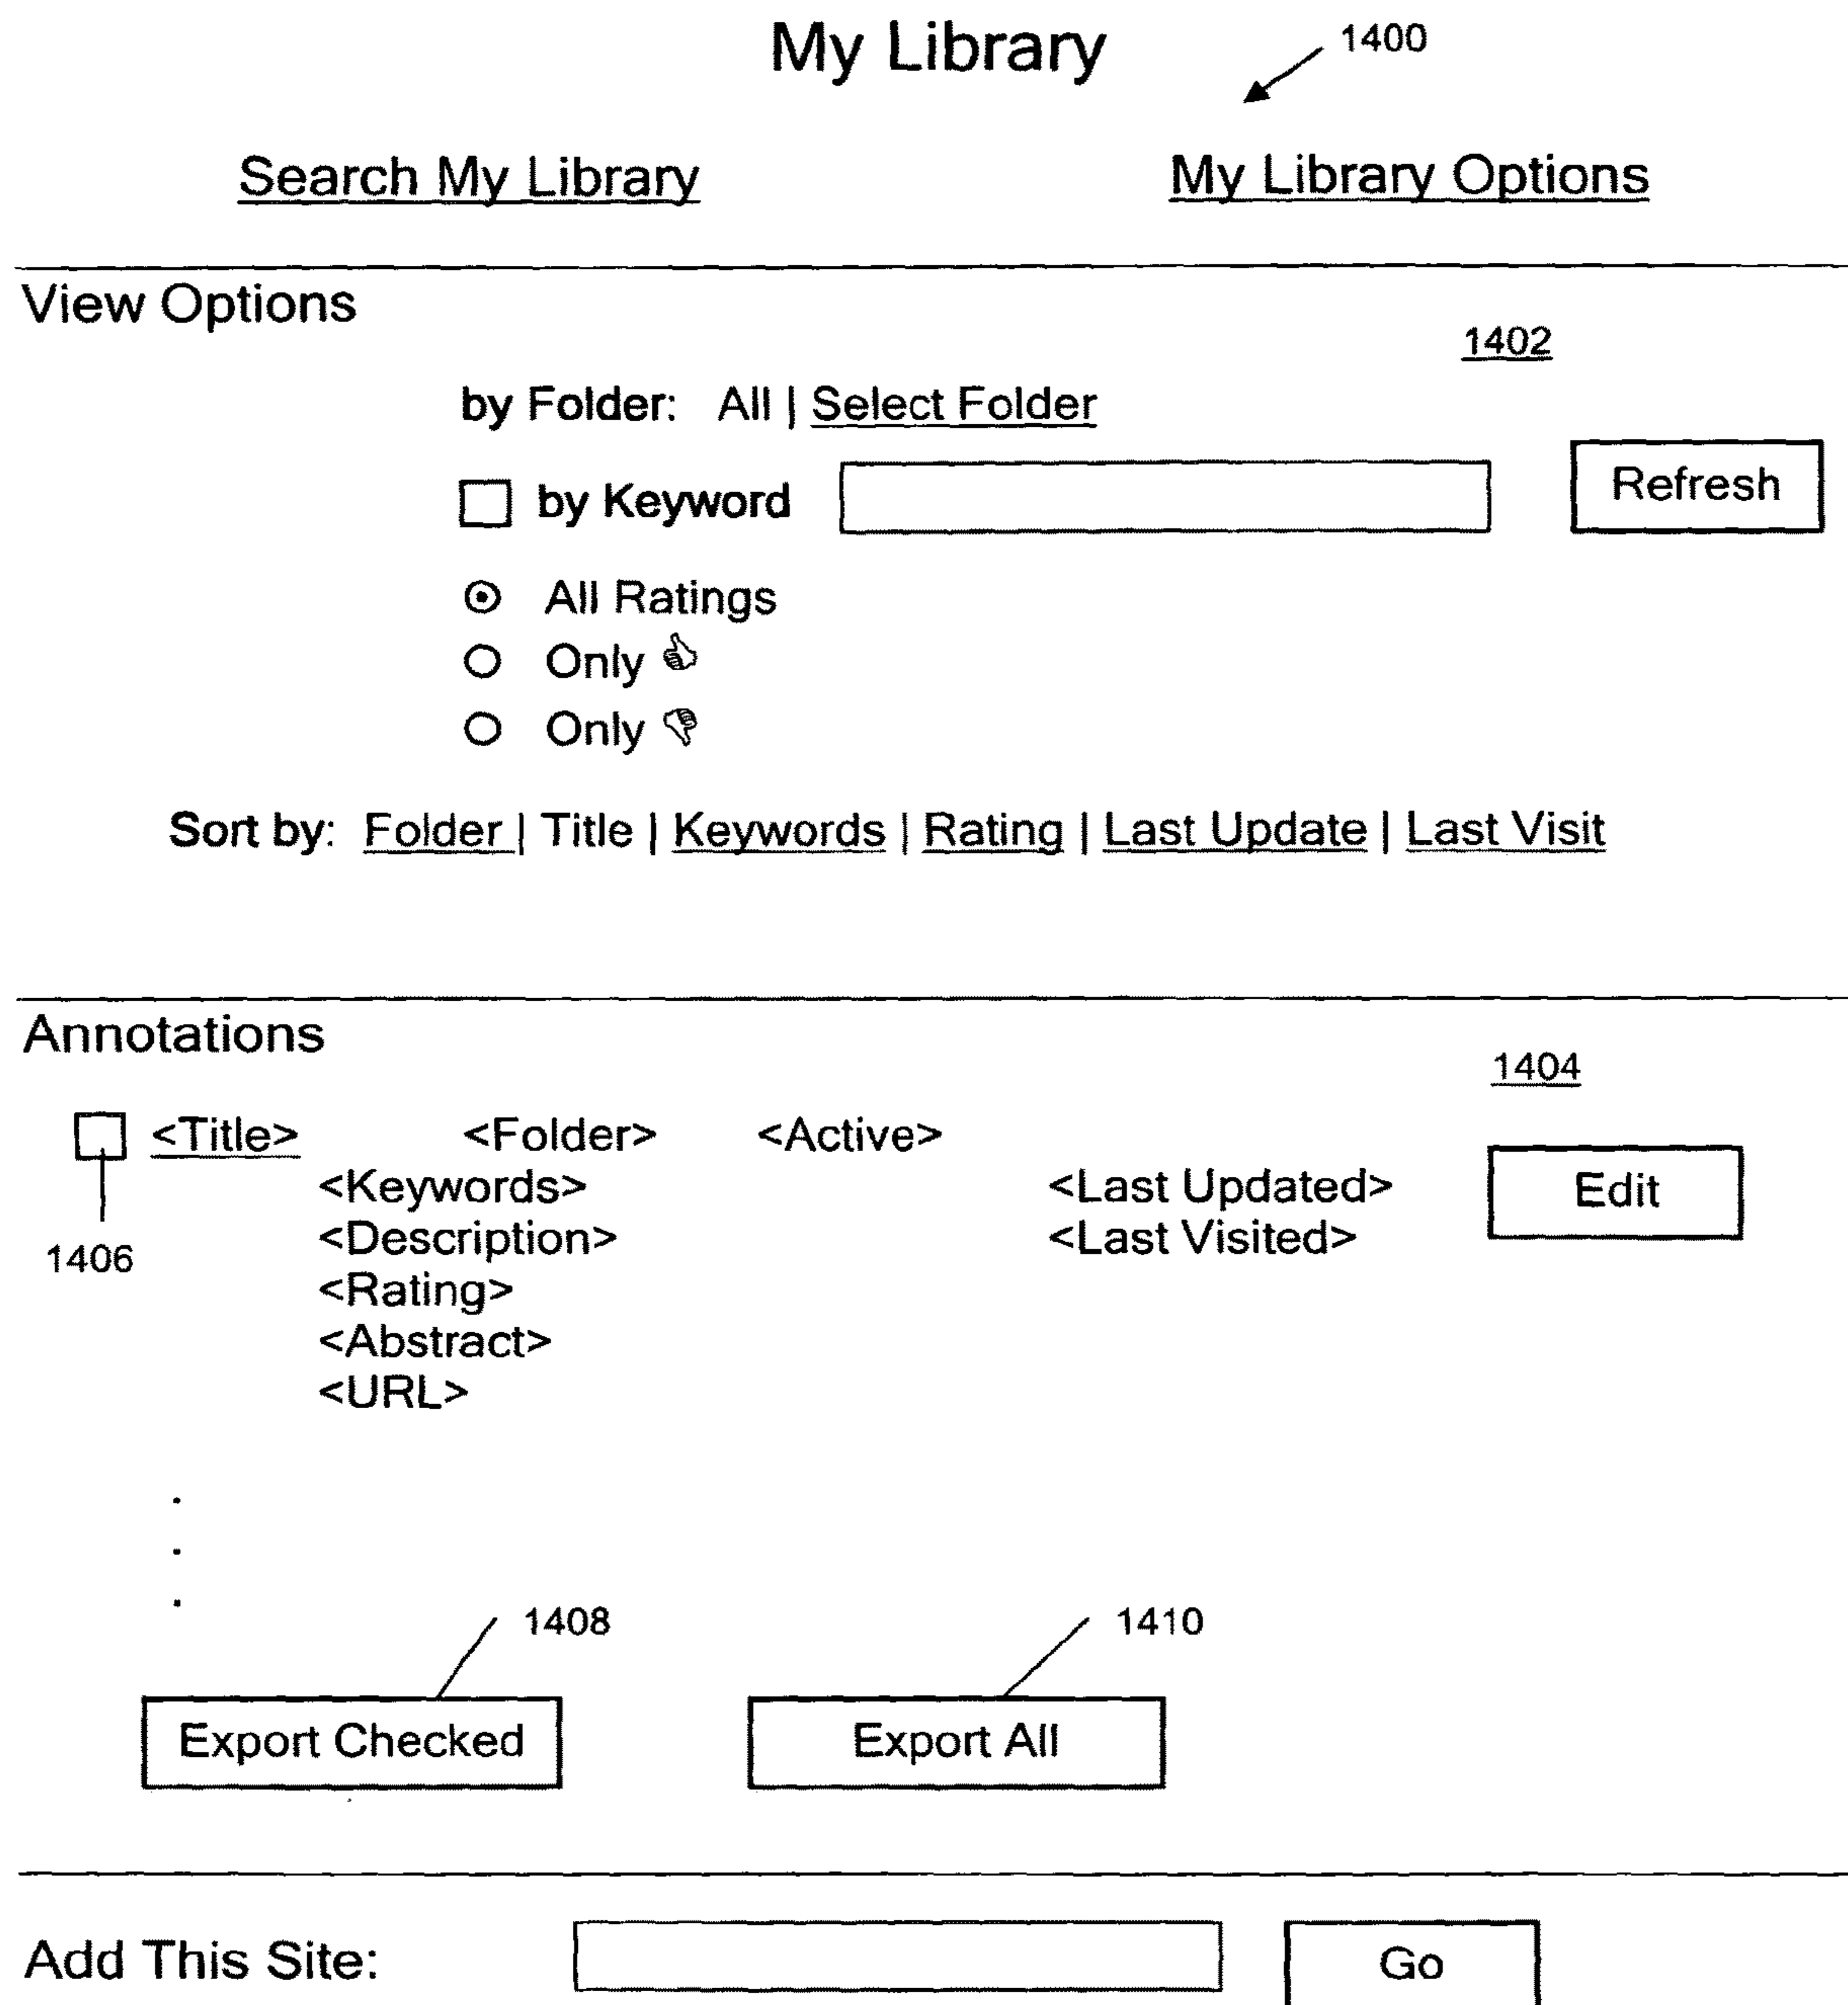 My Library
1400
Search My Library My Library Options
View Options
1402
by Folder: All | Select Folder
by Keyword Refresh
All Ratings
Only 👍
Only 👎
Sort by: Folder | Title | Keywords | Rating | Last Update | Last Visit
Annotations
1404
<Title> <Folder> <Active>
<Keywords> <Last Updated> Edit
<Description> <Last Visited>
1406
<Rating>
<Abstract>
<URL>
1408 1410
Export Checked Export All
Add This Site: Go